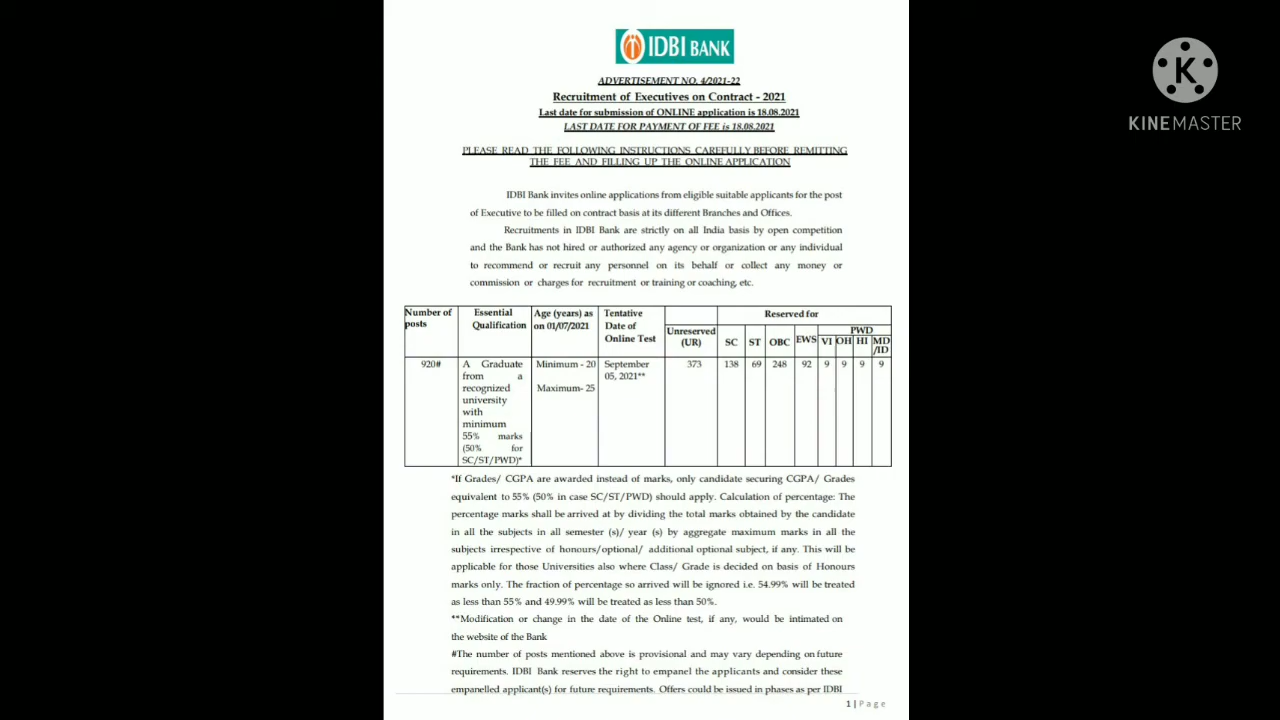 IDBI BANK
ADVERTISEMENT NO. 4/2021-22
Recruitment of Executives on Contract - 2021
Last date for submission of ONLINE application is 18.08.2021
LAST DATE FOR PAYMENT OF FEE is 18.08.2021
PLEASE READ THE FOLLOWING INSTRUCTIONS CAREFULLY BEFORE REMITTING
THE FEE AND FILLING UP THE ONLINE APPLICATION
IDBI Bank invites online applications from eligible suitable applicants for the post
of Executive to be filled on contract basis at its different Branches and Offices.
Recruitments in IDBI Bank are strictly on all India basis by open competition
and the Bank has not hired or authorized any agency or organization or any individual
to recommend or recruit any personnel on its behalf or collect any money or
commission or charges for recruitment or training or coaching, etc.
Number of posts Essential Qualification Age (years) as on 01/07/2021 Tentative Date of Online Test Unreserved (UR) Reserved for
SC ST OBC EWS PWD
VI OH HI MD/ID
920# A Graduate from a recognized university with minimum 55% marks (50% for SC/ST/PWD)* Minimum - 20 Maximum- 25 September 05, 2021** 373 138 69 248 92 9 9 9 9
*If Grades/ CGPA are awarded instead of marks, only candidate securing CGPA/ Grades
equivalent to 55% (50% in case SC/ST/PWD) should apply. Calculation of percentage: The
percentage marks shall be arrived at by dividing the total marks obtained by the candidate
in all the subjects in all semester (s)/ year (s) by aggregate maximum marks in all the
subjects irrespective of honours/optional/ additional optional subject, if any. This will be
applicable for those Universities also where Class/ Grade is decided on basis of Honours
marks only. The fraction of percentage so arrived will be ignored i.e. 54.99% will be treated
as less than 55% and 49.99% will be treated as less than 50%.
**Modification or change in the date of the Online test, if any, would be intimated on
the website of the Bank
#The number of posts mentioned above is provisional and may vary depending on future
requirements. IDBI Bank reserves the right to empanel the applicants and consider these
empanelled applicant(s) for future requirements. Offers could be issued in phases as per IDBI
1 | Page
K
KINEMASTER